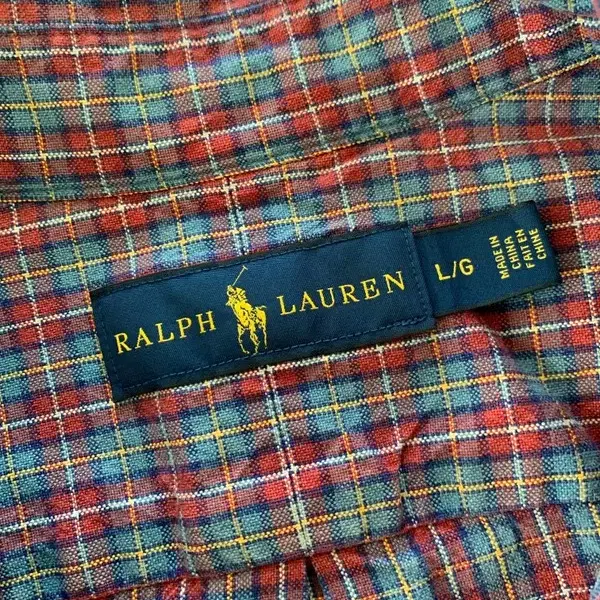 RALPH LAUREN
L/G
MADE IN
CHINA
FAIT EN
CHINE